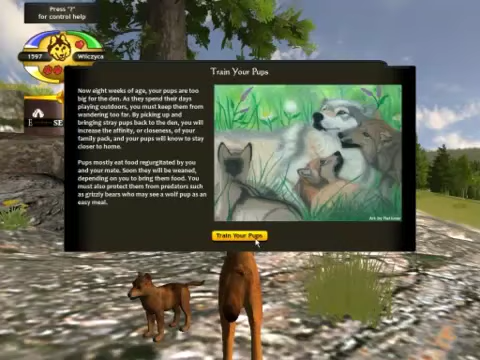 Press "?"
for control help
1597
Wilczyca
Train Your Pups
Now eight weeks of age, your pups are too
big for the den. As they spend their days
playing outdoors, you must keep them from
wandering too far. By picking up and
bringing stray pups back to the den, you will
increase the affinity, or closeness, of your
family pack, and your pups will know to stay
closer to home.
Pups mostly eat food regurgitated by you
and your mate. Soon they will be weaned,
depending on you to bring them food. You
must also protect them from predators such
as grizzly bears who may see a wolf pup as an
easy meal.
Train Your Pups